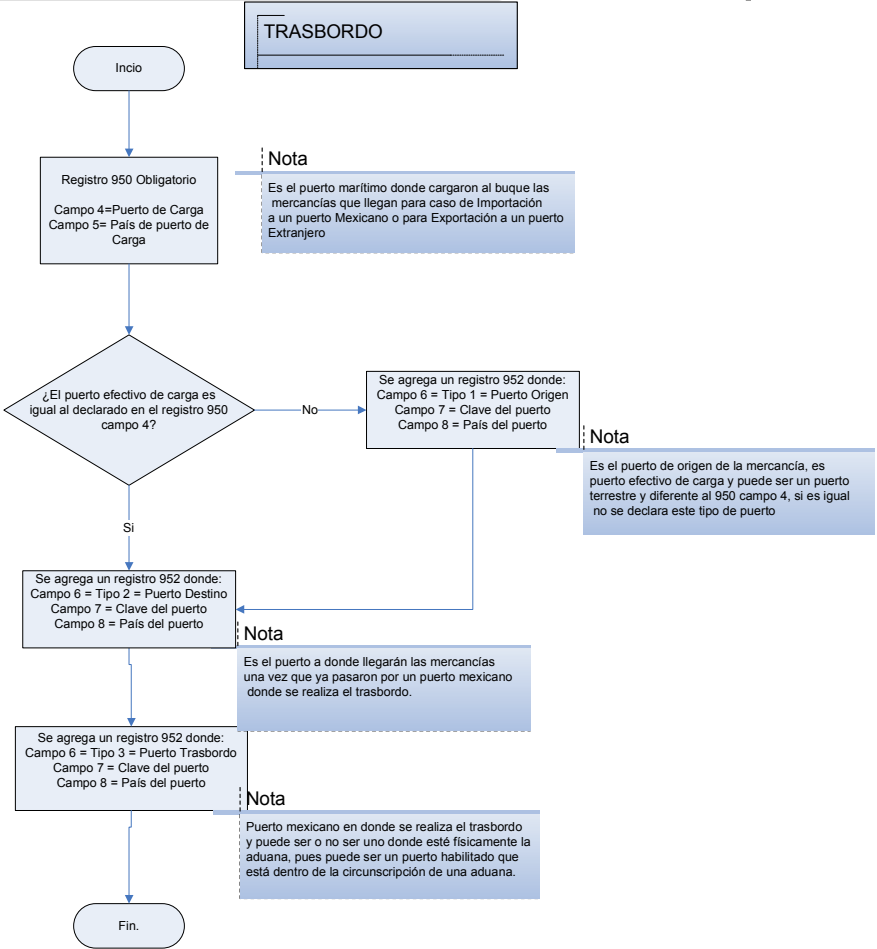 TRASBORDO
Incio
Registro 950 Obligatorio
Campo 4=Puerto de Carga
Campo 5= País de puerto de
Carga
Nota
Es el puerto marítimo donde cargaron al buque las
mercancías que llegan para caso de Importación
a un puerto Mexicano o para Exportación a un puerto
Extranjero
¿El puerto efectivo de carga es
igual al declarado en el registro 950
campo 4?
No
Se agrega un registro 952 donde:
Campo 6 = Tipo 1 = Puerto Origen
Campo 7 = Clave del puerto
Campo 8 = País del puerto
Nota
Es el puerto de origen de la mercancía, es
puerto efectivo de carga y puede ser un puerto
terrestre y diferente al 950 campo 4, si es igual
no se declara este tipo de puerto
Si
Se agrega un registro 952 donde:
Campo 6 = Tipo 2 = Puerto Destino
Campo 7 = Clave del puerto
Campo 8 = País del puerto
Nota
Es el puerto a donde llegarán las mercancías
una vez que ya pasaron por un puerto mexicano
donde se realiza el trasbordo.
Se agrega un registro 952 donde:
Campo 6 = Tipo 3 = Puerto Trasbordo
Campo 7 = Clave del puerto
Campo 8 = País del puerto
Nota
Puerto mexicano en donde se realiza el trasbordo
y puede ser o no ser uno donde esté físicamente la
aduana, pues puede ser un puerto habilitado que
está dentro de la circunscripción de una aduana.
Fin.